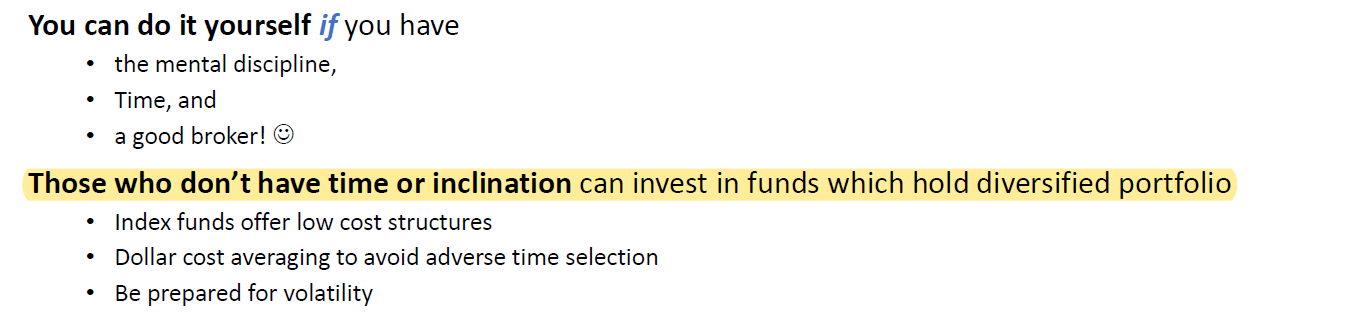 You can do it yourself if you have
• the mental discipline,
• Time, and
• a good broker! ☺
Those who don’t have time or inclination can invest in funds which hold diversified portfolio
• Index funds offer low cost structures
• Dollar cost averaging to avoid adverse time selection
• Be prepared for volatility